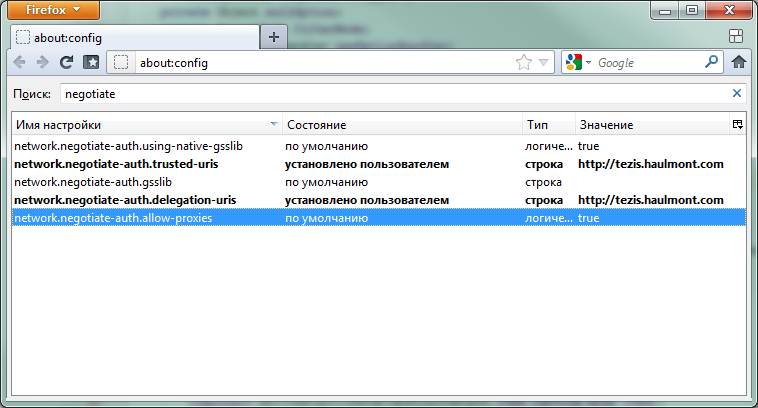 Firefox
about:config
about:config
Google
Поиск: negotiate
Имя настройки Состояние Тип Значение
network.negotiate-auth.using-native-gsslib по умолчанию логиче... true
network.negotiate-auth.trusted-uris установлено пользователем строка http://tezis.haulmont.com
network.negotiate-auth.gsslib по умолчанию строка
network.negotiate-auth.delegation-uris установлено пользователем строка http://tezis.haulmont.com
network.negotiate-auth.allow-proxies по умолчанию логиче... true